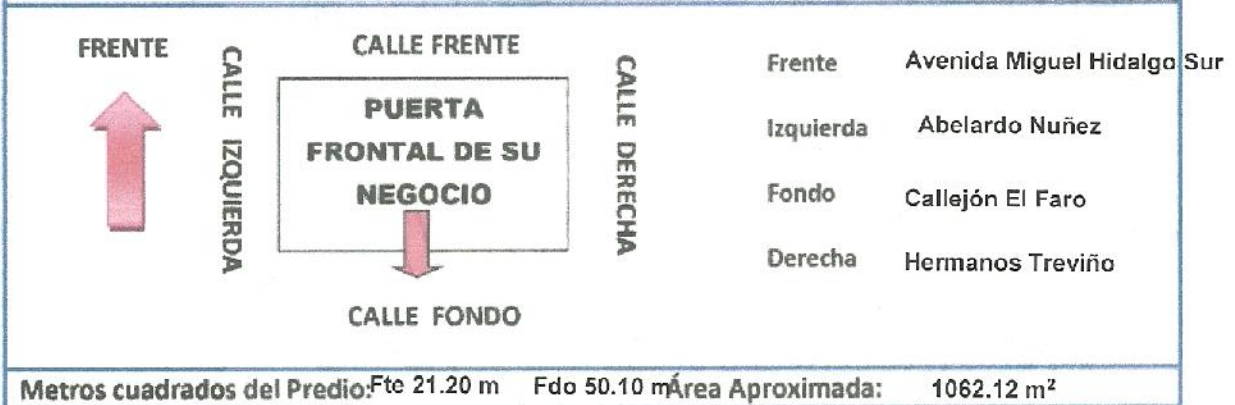 FRENTE
CALLE IZQUIERDA
CALLE FRENTE
PUERTA
FRONTAL DE SU
NEGOCIO
CALLE DERECHA
CALLE FONDO
Frente Avenida Miguel Hidalgo Sur
Izquierda Abelardo Nuñez
Fondo Callejón El Faro
Derecha Hermanos Treviño
Metros cuadrados del Predio: Fte 21.20 m Fdo 50.10 m Área Aproximada: 1062.12 m²